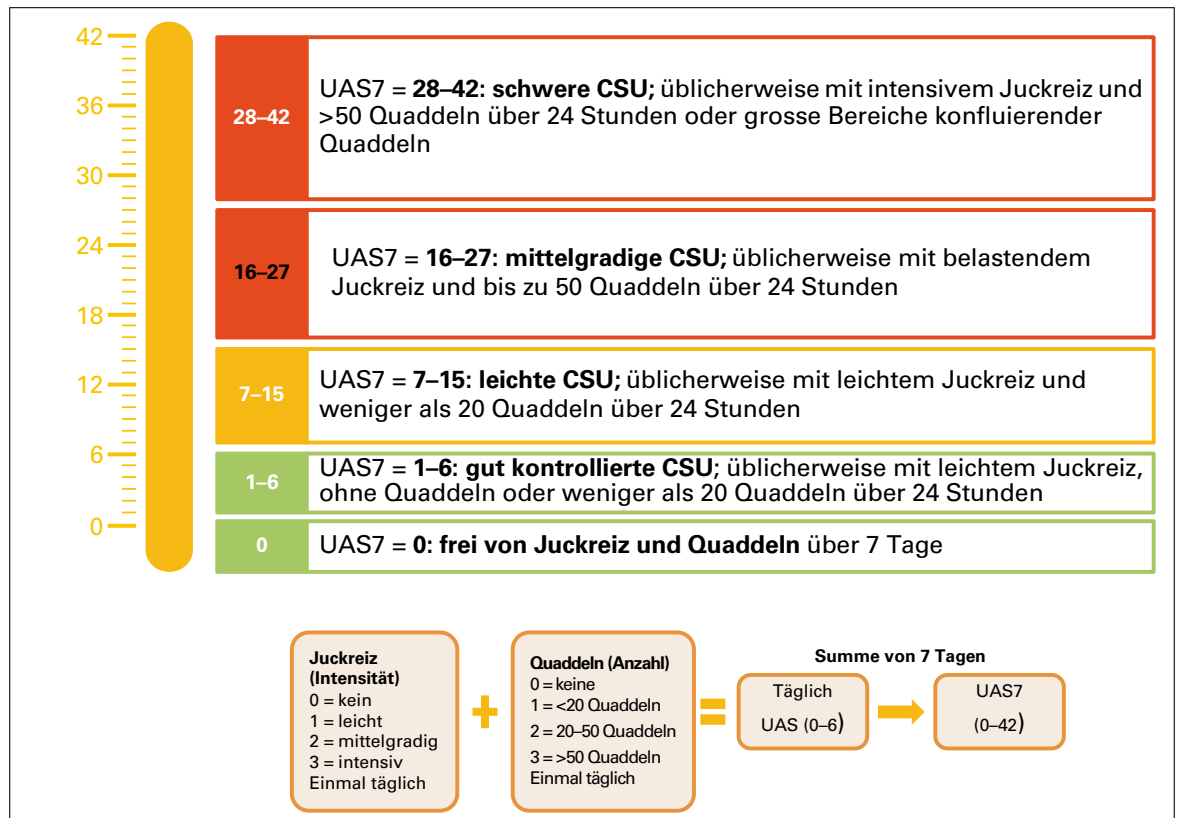 42
36
30
24
18
12
6
0
28–42
UAS7 = 28–42: schwere CSU; üblicherweise mit intensivem Juckreiz und
>50 Quaddeln über 24 Stunden oder grosse Bereiche konfluierender
Quaddeln
16–27
UAS7 = 16–27: mittelgradige CSU; üblicherweise mit belastendem
Juckreiz und bis zu 50 Quaddeln über 24 Stunden
7–15
UAS7 = 7–15: leichte CSU; üblicherweise mit leichtem Juckreiz und
weniger als 20 Quaddeln über 24 Stunden
1–6
UAS7 = 1–6: gut kontrollierte CSU; üblicherweise mit leichtem Juckreiz,
ohne Quaddeln oder weniger als 20 Quaddeln über 24 Stunden
0
UAS7 = 0: frei von Juckreiz und Quaddeln über 7 Tage
Juckreiz
(Intensität)
0 = kein
1 = leicht
2 = mittelgradig
3 = intensiv
Einmal täglich
+
Quaddeln (Anzahl)
0 = keine
1 = <20 Quaddeln
2 = 20–50 Quaddeln
3 = >50 Quaddeln
Einmal täglich
=
Summe von 7 Tagen
Täglich
UAS (0–6)
UAS7
(0–42)